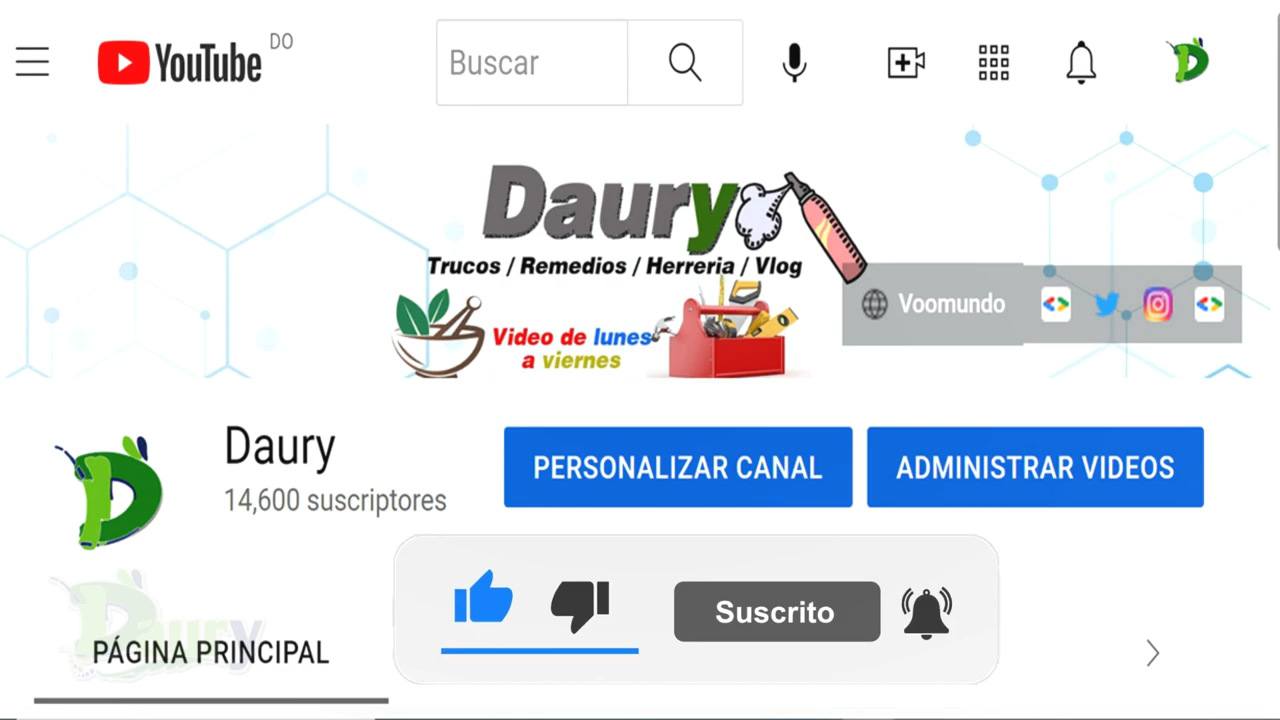 YouTube DO
Buscar
Daury
Trucos / Remedios / Herreria / Vlog
Voomundo
Video de lunes
a viernes
Daury
14,600 suscriptores
PERSONALIZAR CANAL
ADMINISTRAR VIDEOS
Suscrito
Daury
PÁGINA PRINCIPAL